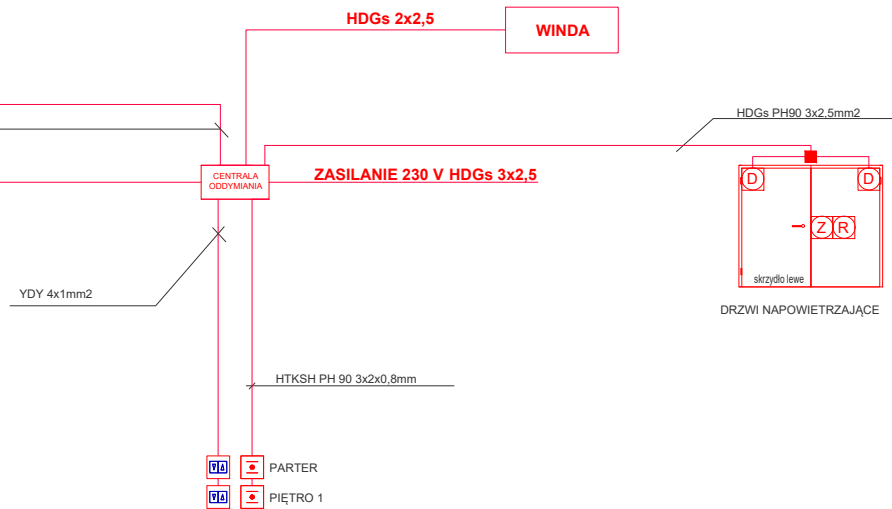 HDGs 2x2,5
WINDA
HDGs PH90 3x2,5mm2
CENTRALA
ODDYMIANIA
ZASILANIE 230 V HDGs 3x2,5
D
D
Z R
skrzydło lewe
YDY 4x1mm2
DRZWI NAPOWIETRZAJĄCE
HTKSH PH 90 3x2x0,8mm
PARTER
PIĘTRO 1